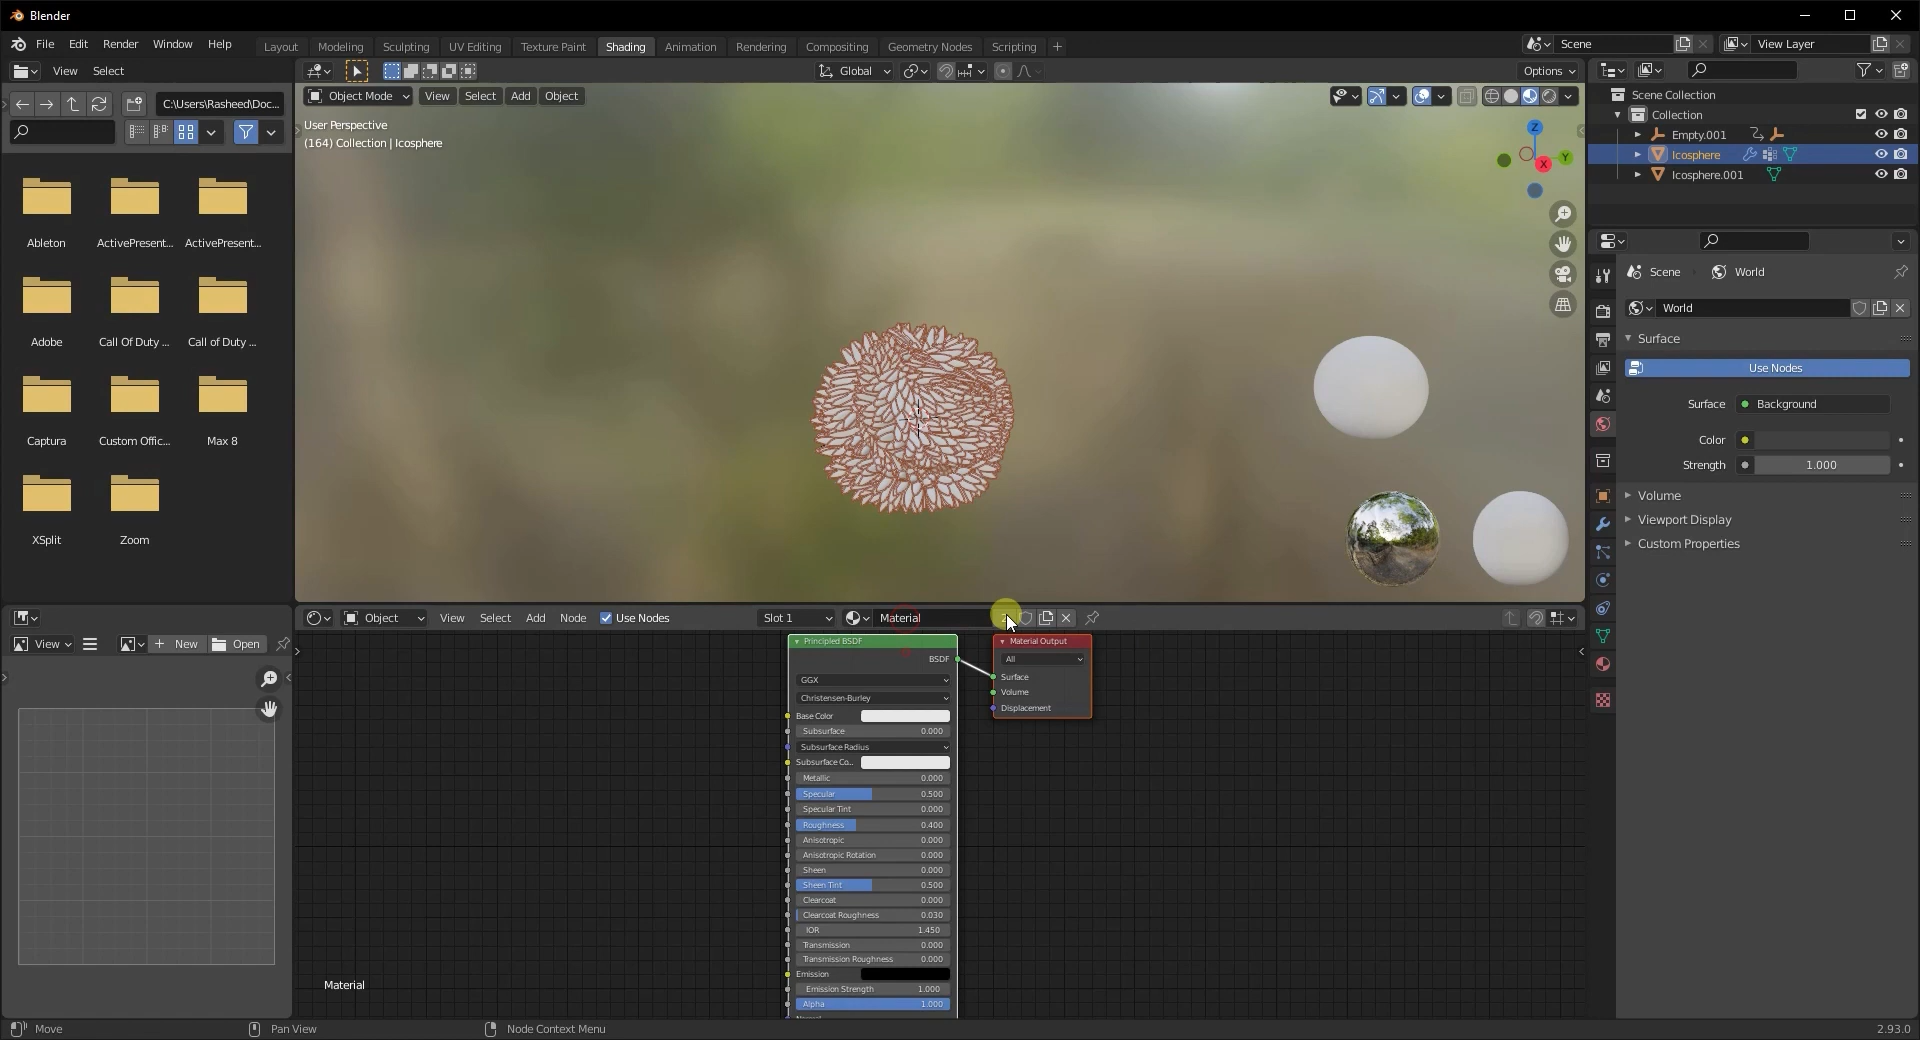 Blender
File Edit Render Window Help
Layout Modeling Sculpting UV Editing Texture Paint Shading Animation Rendering Compositing Geometry Nodes Scripting +
Scene
View Layer
View Select
Global
Options
C:\Users\Rasheed\Doc...
Object Mode View Select Add Object
User Perspective
(164) Collection | Icosphere
Z
Y
X
Ableton ActivePresent... ActivePresent...
Adobe Call Of Duty ... Call of Duty ...
Captura Custom Offic... Max 8
XSplit Zoom
Scene Collection
Collection
Empty.001
Icosphere
Icosphere.001
Scene World
World
Surface
Use Nodes
Surface Background
Color
Strength 1.000
Volume
Viewport Display
Custom Properties
View New Open
Object View Select Add Node Use Nodes Slot 1 Material
Principled BSDF
BSDF
GGX
Christensen-Burley
Base Color
Subsurface 0.000
Subsurface Radius
Subsurface Co..
Metallic 0.000
Specular 0.500
Specular Tint 0.000
Roughness 0.400
Anisotropic 0.000
Anisotropic Rotation 0.000
Sheen 0.000
Sheen Tint 0.500
Clearcoat 0.000
Clearcoat Roughness 0.030
IOR 1.450
Transmission 0.000
Transmission Roughness 0.000
Emission
Emission Strength 1.000
Alpha 1.000
Material Output
All
Surface
Volume
Displacement
Material
Move Pan View Node Context Menu 2.93.0